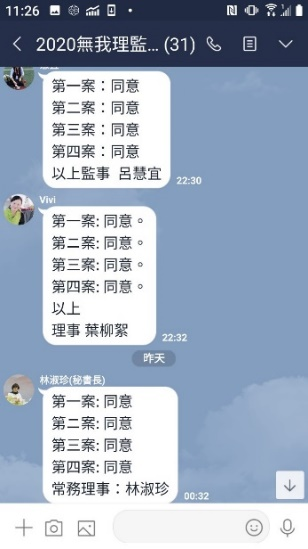 11:26
2020無我理監... (31)
第一案：同意
第二案：同意
第三案：同意
第四案：同意
以上監事 呂慧宜
22:30
Vivi
第一案: 同意。
第二案: 同意。
第三案: 同意。
第四案: 同意。
以上
理事 葉柳絮
22:32
昨天
林淑珍(秘書長)
第一案: 同意
第二案: 同意
第三案: 同意
第四案: 同意
常務理事：林淑珍
00:32